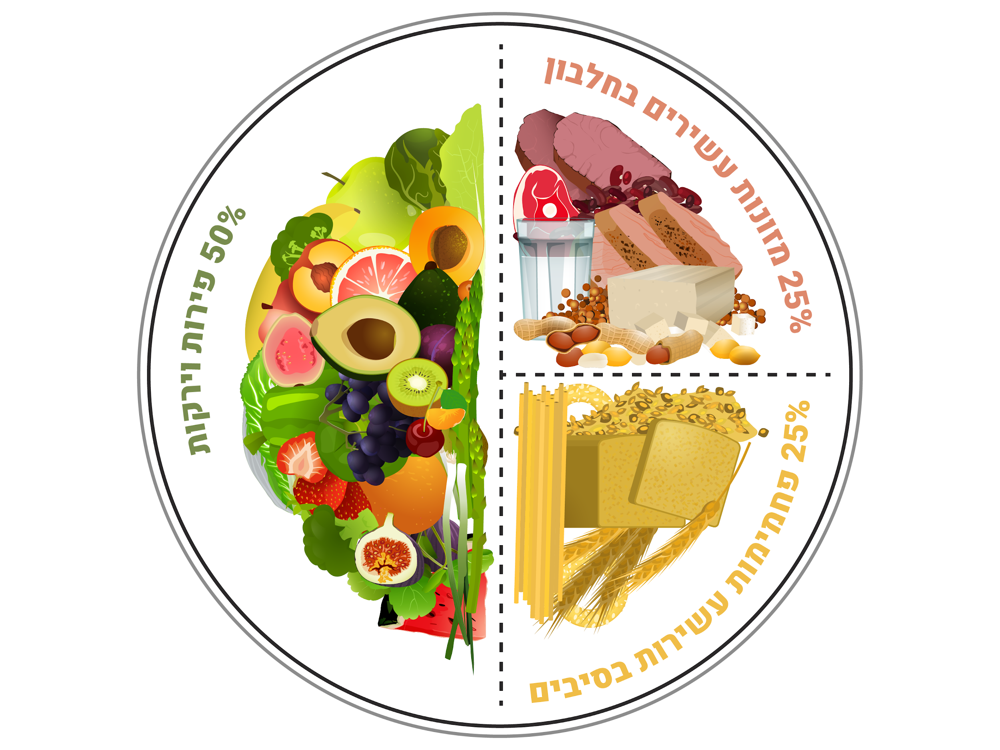 25% מזונות עשירים בחלבון
50% פירות וירקות
25% פחמימות עשירות בסיבים